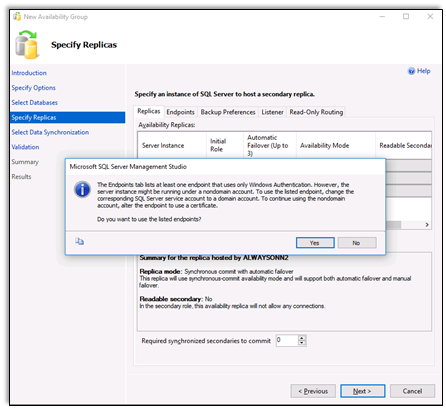 New Availability Group
Specify Replicas
Help
Introduction
Specify Options
Select Databases
Specify Replicas
Select Data Synchronization
Validation
Summary
Results
Specify an instance of SQL Server to host a secondary replica.
Replicas Endpoints Backup Preferences Listener Read-Only Routing
Availability Replicas:
Server Instance
Initial
Role
Automatic
Failover (Up to
3)
Availability Mode
Readable Seconda
Microsoft SQL Server Management Studio
The Endpoints tab lists at least one endpoint that uses only Windows Authentication. However, the
server instance might be running under a nondomain account. To use the listed endpoint, change the
corresponding SQL Server service account to a domain account. To continue using the nondomain
account, alter the endpoint to use a certificate.
Do you want to use the listed endpoints?
Yes No
Summary for the replica hosted by ALWAYSONN2
Replica mode: Synchronous commit with automatic failover
This replica will use synchronous-commit availability mode and will support both automatic failover and manual
failover.
Readable secondary: No
In the secondary role, this availability replica will not allow any connections.
Required synchronized secondaries to commit 0
< Previous Next > Cancel